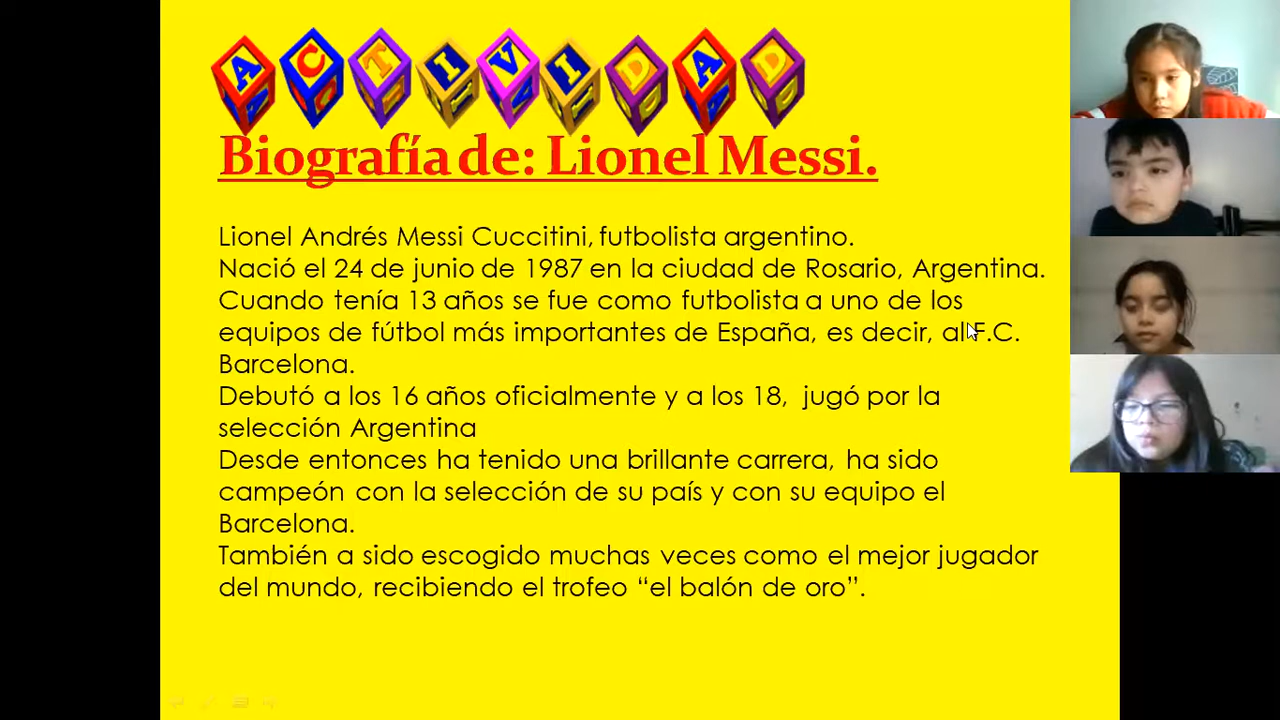 ACTIVIDAD
Biografía de: Lionel Messi.
Lionel Andrés Messi Cuccitini, futbolista argentino.
Nació el 24 de junio de 1987 en la ciudad de Rosario, Argentina.
Cuando tenía 13 años se fue como futbolista a uno de los
equipos de fútbol más importantes de España, es decir, al F.C.
Barcelona.
Debutó a los 16 años oficialmente y a los 18, jugó por la
selección Argentina
Desde entonces ha tenido una brillante carrera, ha sido
campeón con la selección de su país y con su equipo el
Barcelona.
También a sido escogido muchas veces como el mejor jugador
del mundo, recibiendo el trofeo “el balón de oro”.